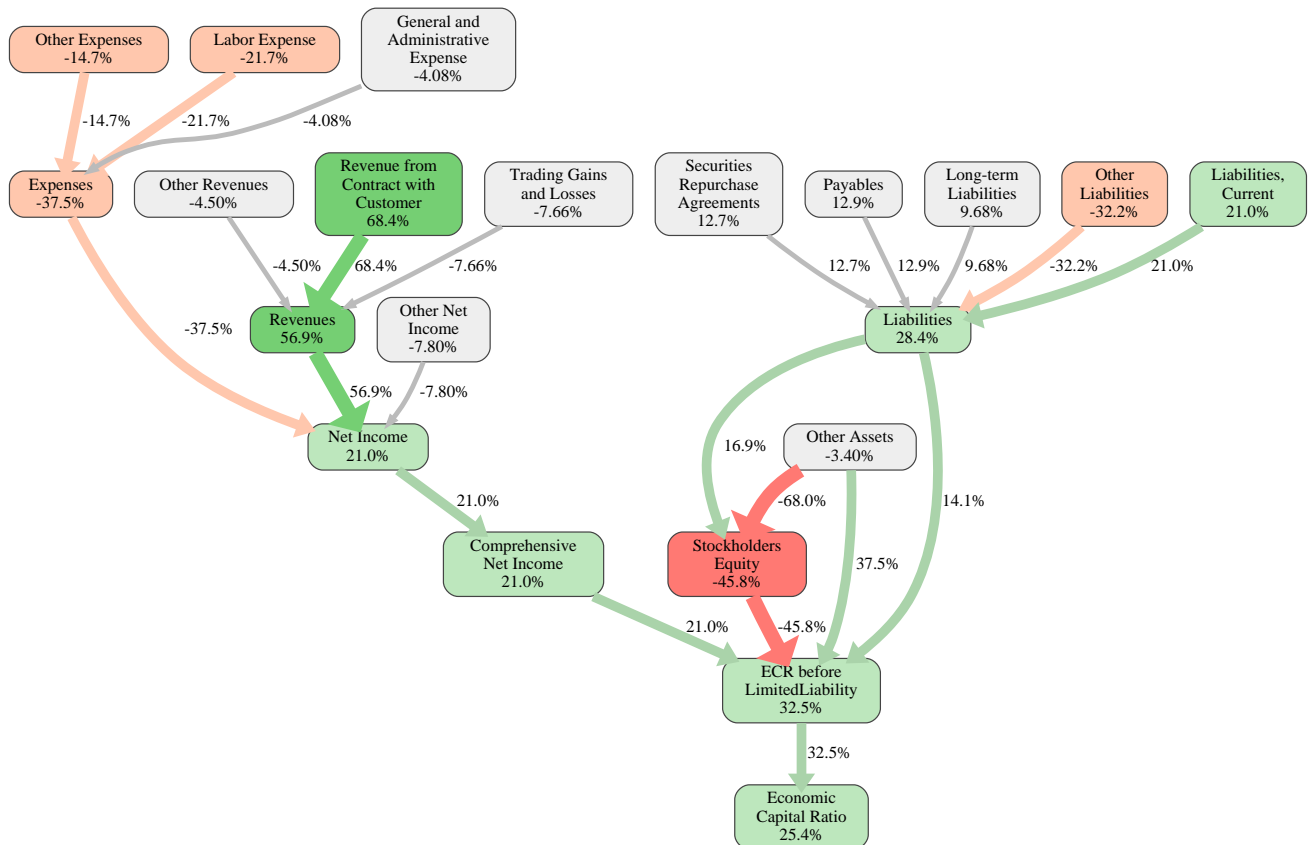 General and
Administrative
Expense
-4.08%
Other Expenses
-14.7%
Labor Expense
-21.7%
-14.7%
-21.7%
-4.08%
Expenses
-37.5%
Other Revenues
-4.50%
Revenue from
Contract with
Customer
68.4%
Trading Gains
and Losses
-7.66%
Securities
Repurchase
Agreements
12.7%
Payables
12.9%
Long-term
Liabilities
9.68%
Other
Liabilities
-32.2%
Liabilities,
Current
21.0%
-4.50%
68.4%
-7.66%
12.7%
12.9%
9.68%
-32.2%
21.0%
-37.5%
Revenues
56.9%
Other Net
Income
-7.80%
Liabilities
28.4%
56.9%
-7.80%
Net Income
21.0%
16.9%
Other Assets
-3.40%
21.0%
-68.0%
14.1%
Comprehensive
Net Income
21.0%
Stockholders
Equity
-45.8%
37.5%
21.0%
-45.8%
ECR before
LimitedLiability
32.5%
32.5%
Economic
Capital Ratio
25.4%